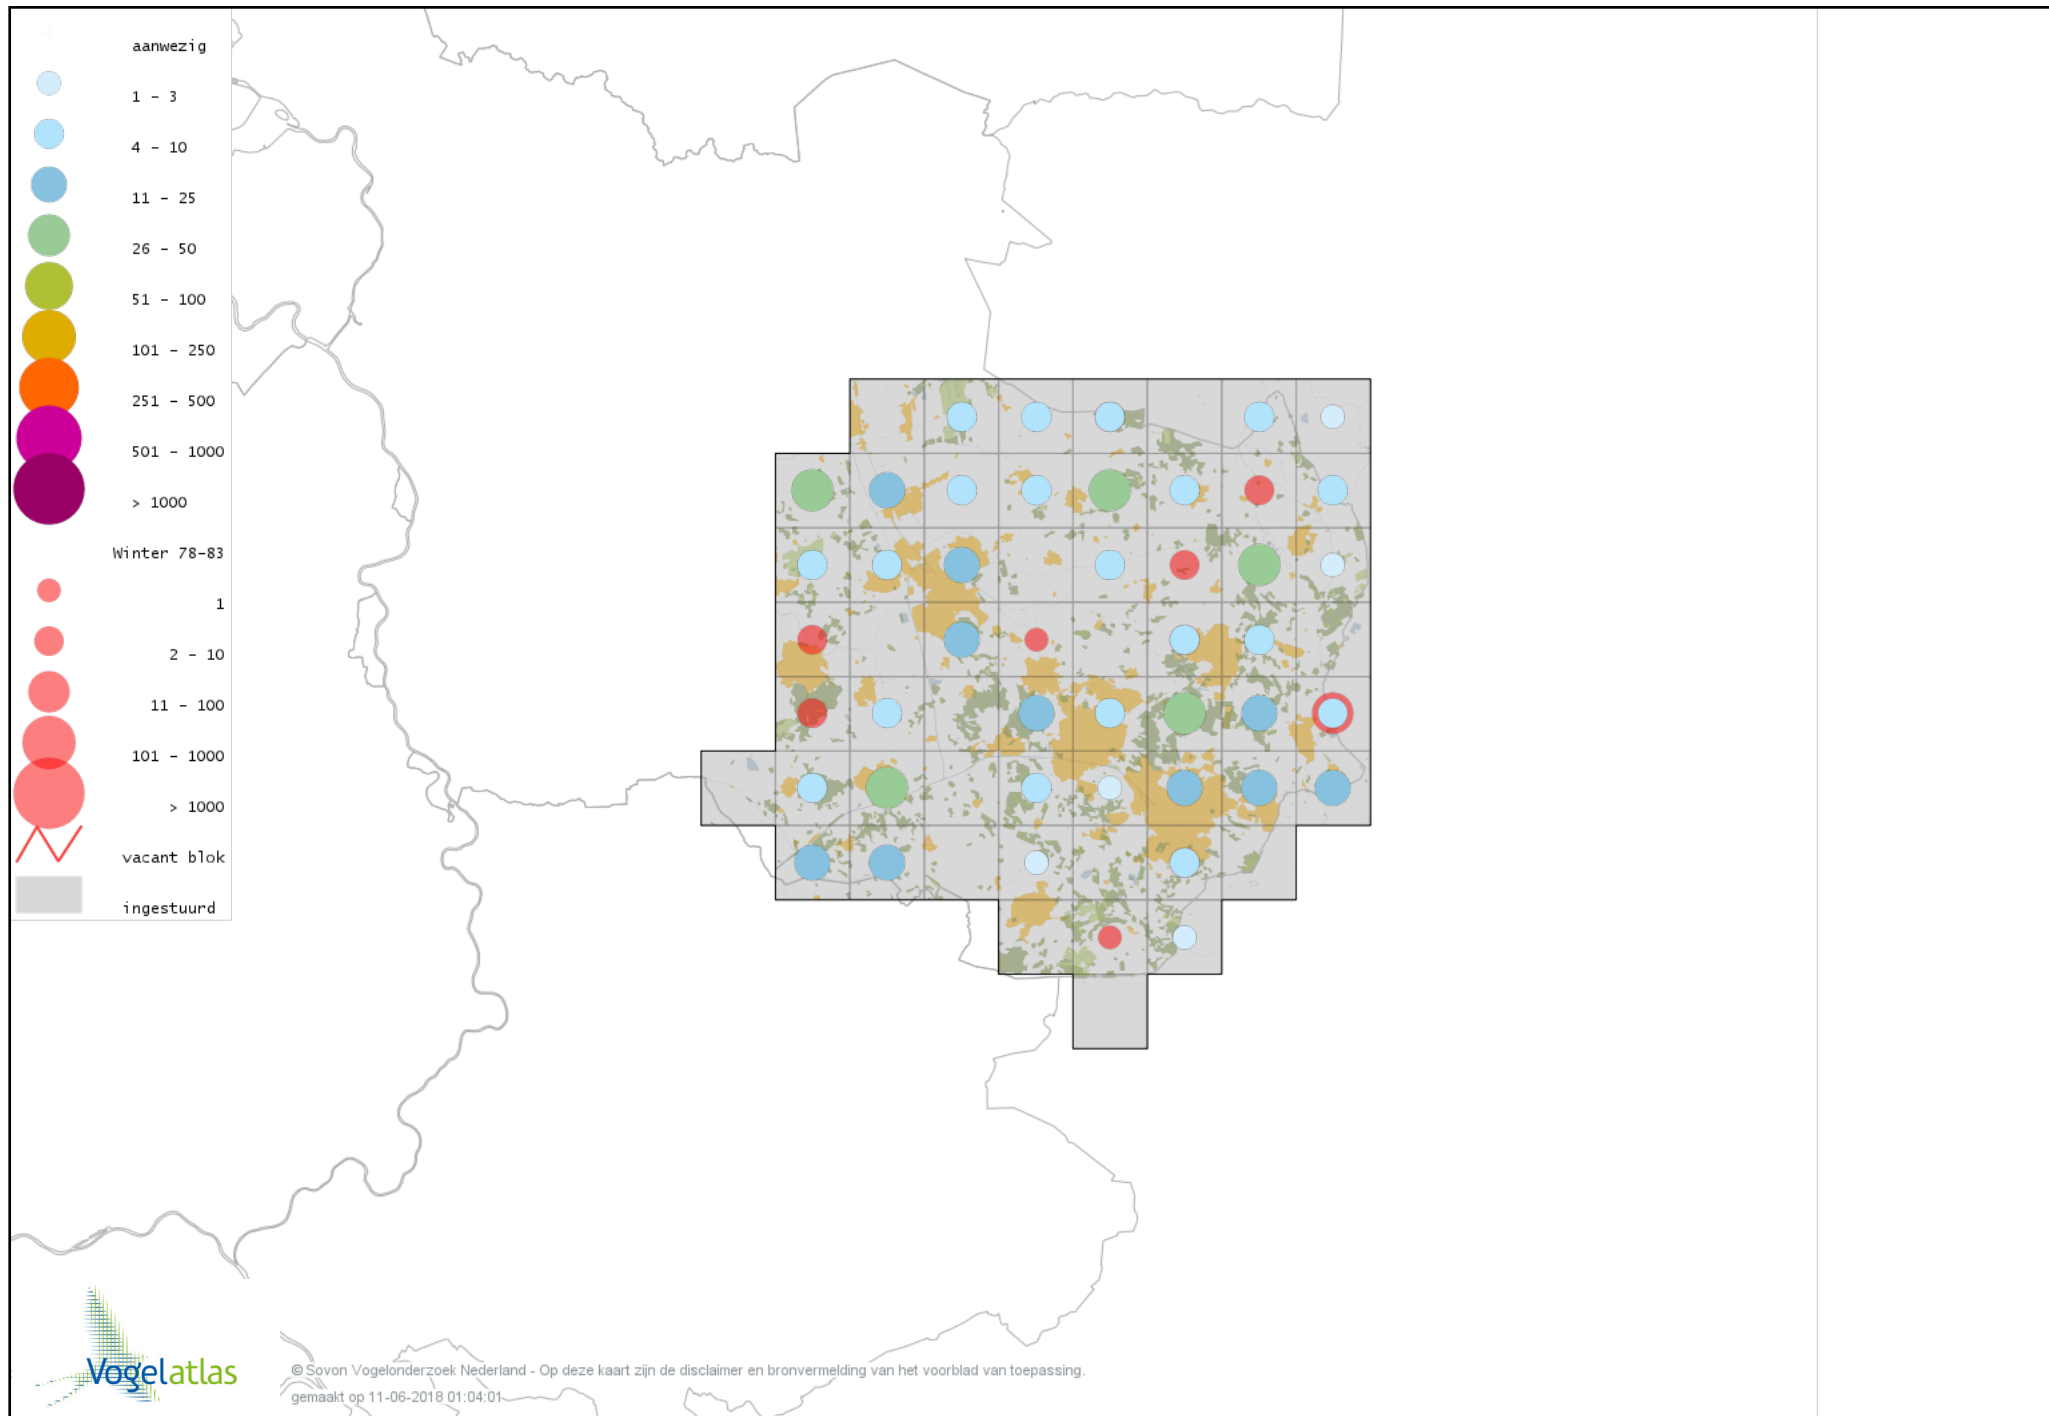 aanwezig
1 - 3
4 - 10
11 - 25
26 - 50
51 - 100
101 - 250
251 - 500
501 - 1000
> 1000
Winter 78-83
1
2 - 10
11 - 100
101 - 1000
> 1000
vacant blok
ingestuurd
Vogelatlas
© Sovon Vogelonderzoek Nederland - Op deze kaart zijn de disclaimer en bronvermelding van het voorblad van toepassing.
gemaakt op 11-06-2018 01:04:01